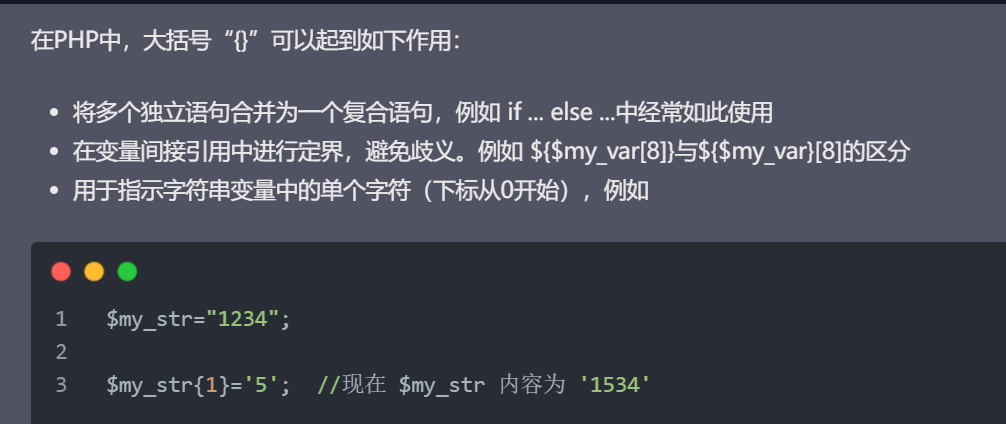 在PHP中，大括号“{}”可以起到如下作用：
• 将多个独立语句合并为一个复合语句，例如 if ... else ...中经常如此使用
• 在变量间接引用中进行定界，避免歧义。例如 ${$my_var[8]}与${$my_var}[8]的区分
• 用于指示字符串变量中的单个字符（下标从0开始），例如
1 $my_str="1234";
2
3 $my_str{1}='5'; //现在 $my_str 内容为 '1534'